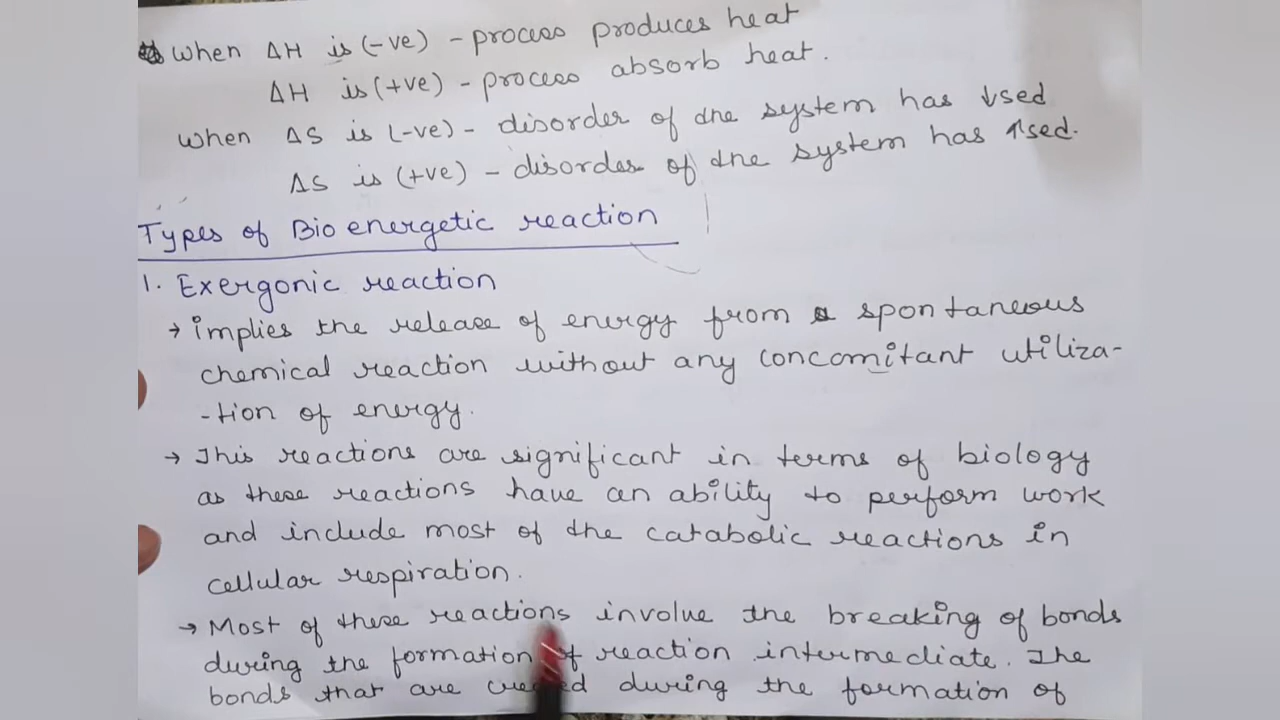 When ΔH is (-ve) - process produces heat
ΔH is (+ve) - process absorb heat.
When ΔS is (-ve) - disorder of the system has ↓sed
ΔS is (+ve) - disorder of the system has ↑sed.
Types of Bioenergetic reaction
1. Exergonic reaction
→ implies the release of energy from spontaneous
chemical reaction without any concomitant utiliza-
-tion of energy.
→ This reactions are significant in terms of biology
as these reactions have an ability to perform work
and include most of the catabolic reactions in
cellular respiration.
→ Most of these reactions involve the breaking of bonds
during the formation of reaction intermediate. The
bonds that are created during the formation of